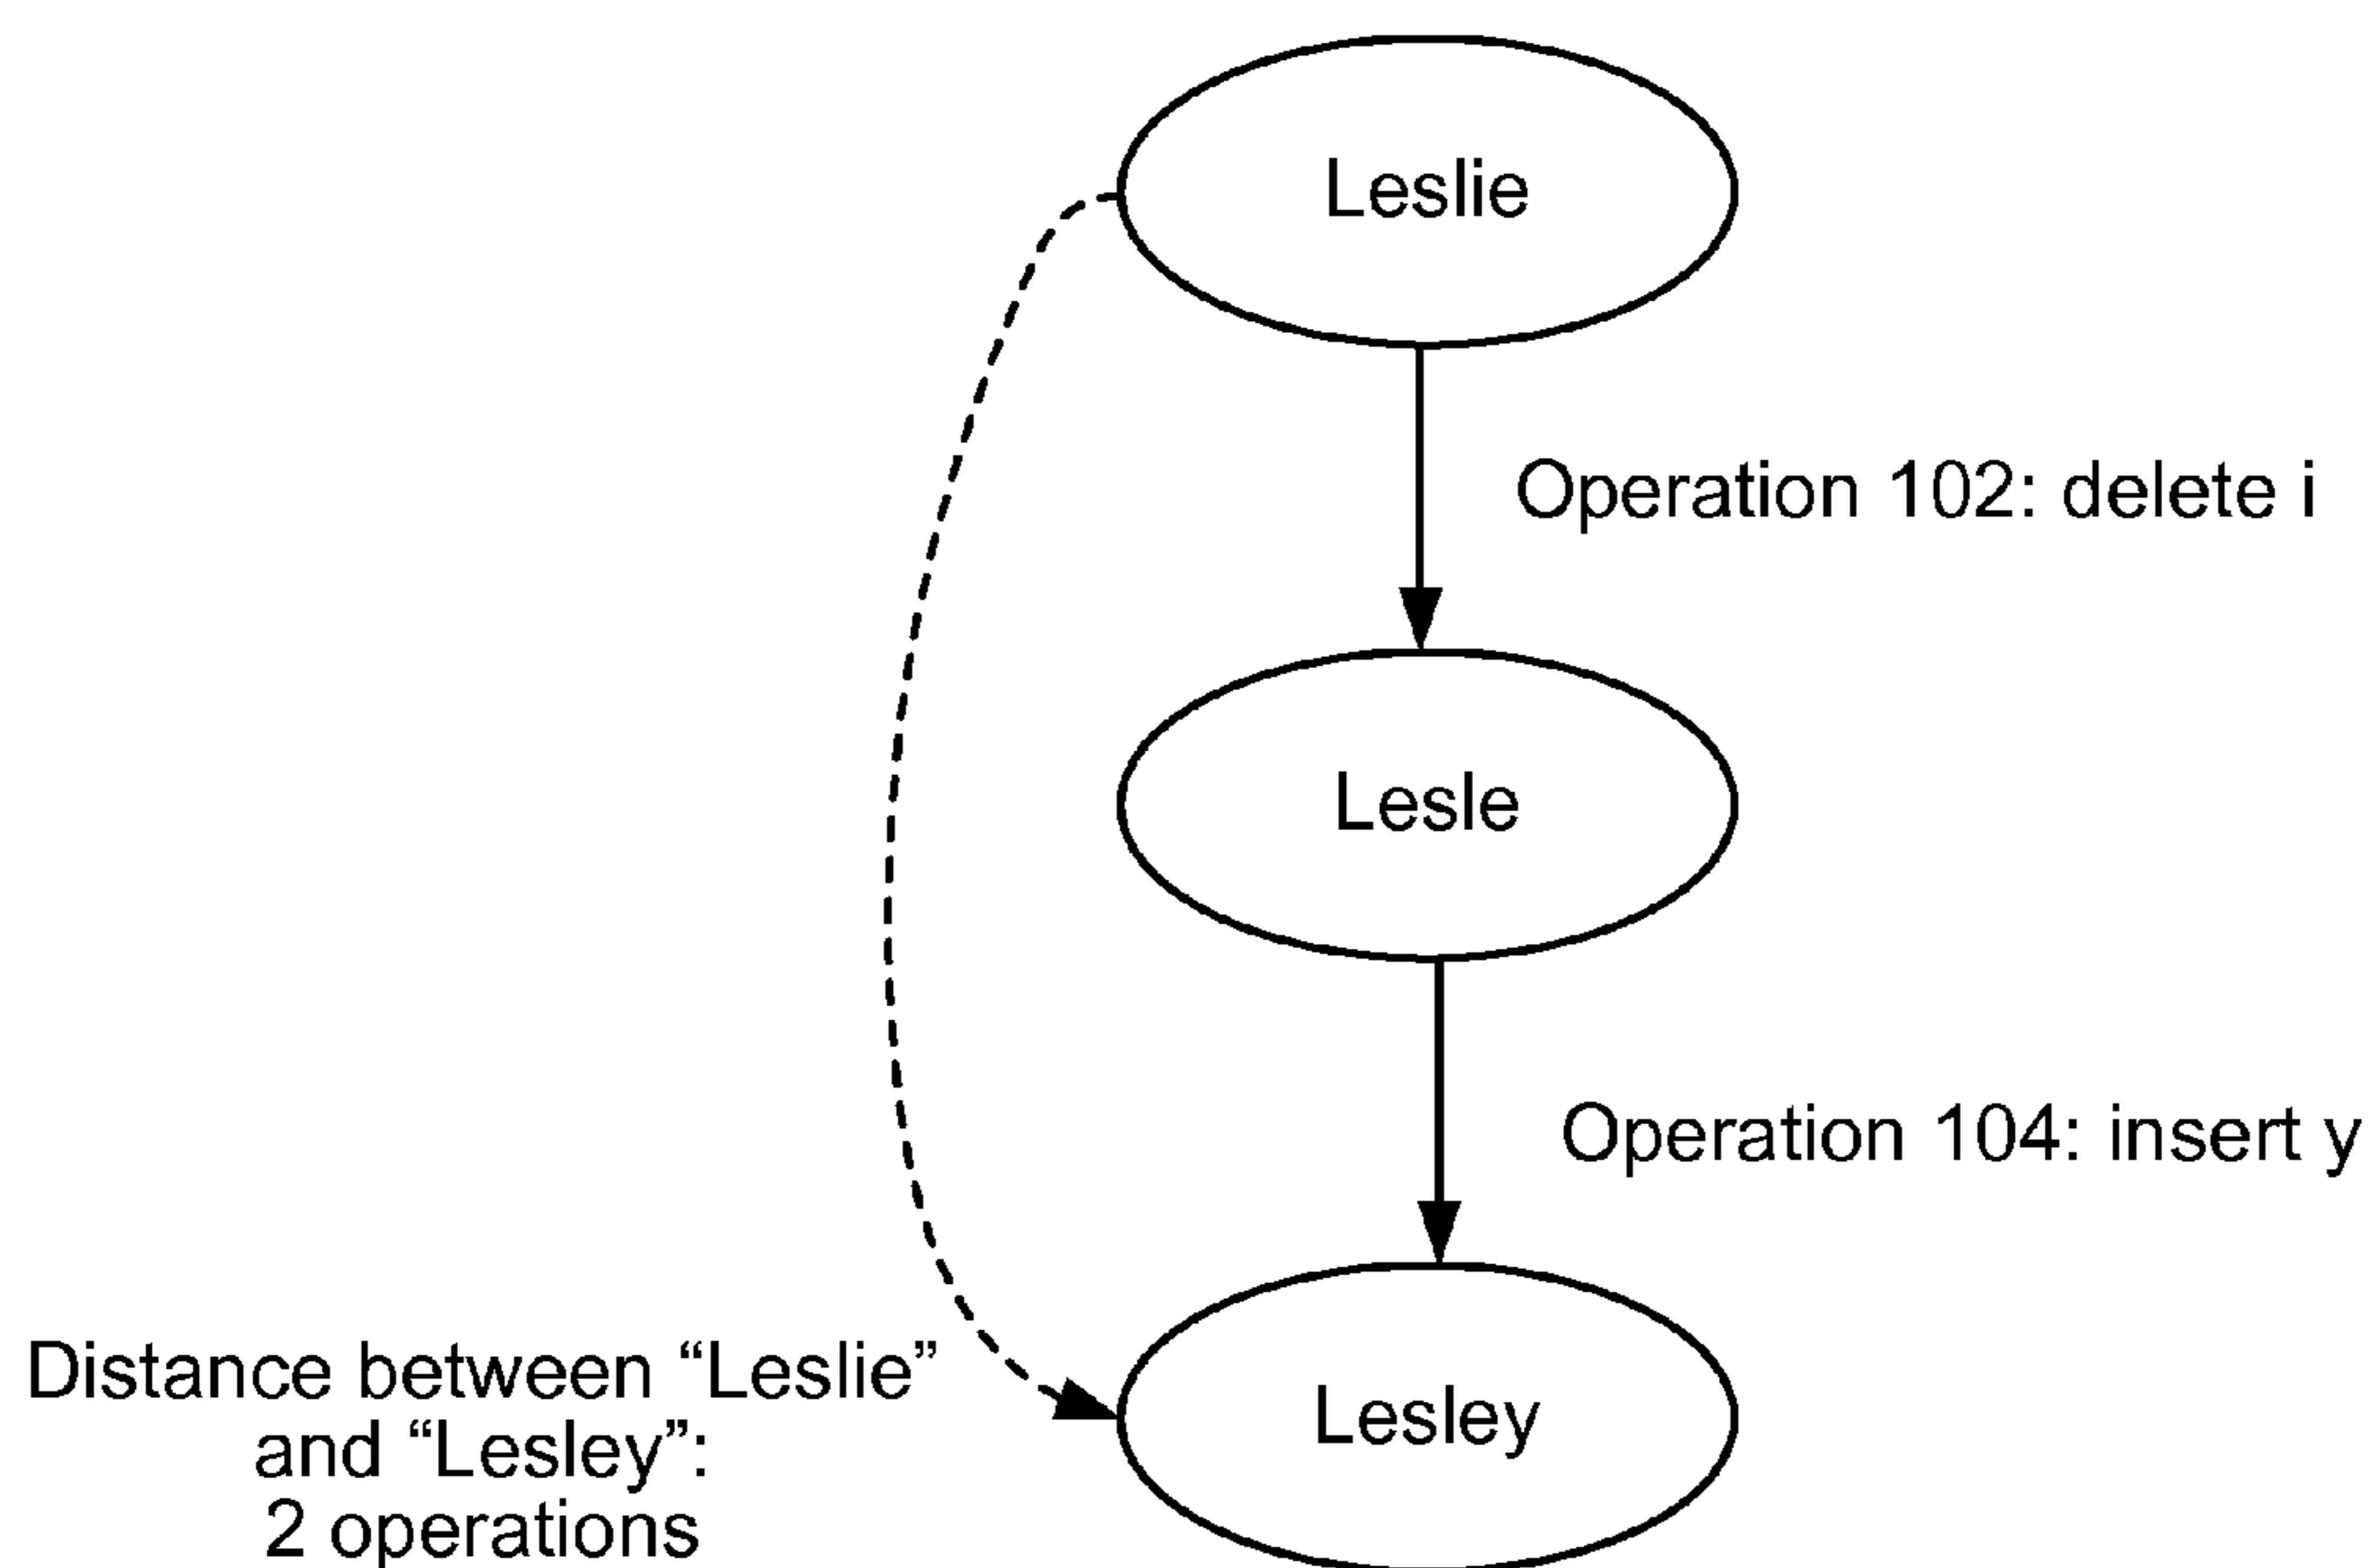 Leslie
Operation 102: delete i
Lesle
Operation 104: insert y
Distance between “Leslie”
and “Lesley”:
2 operations
Lesley